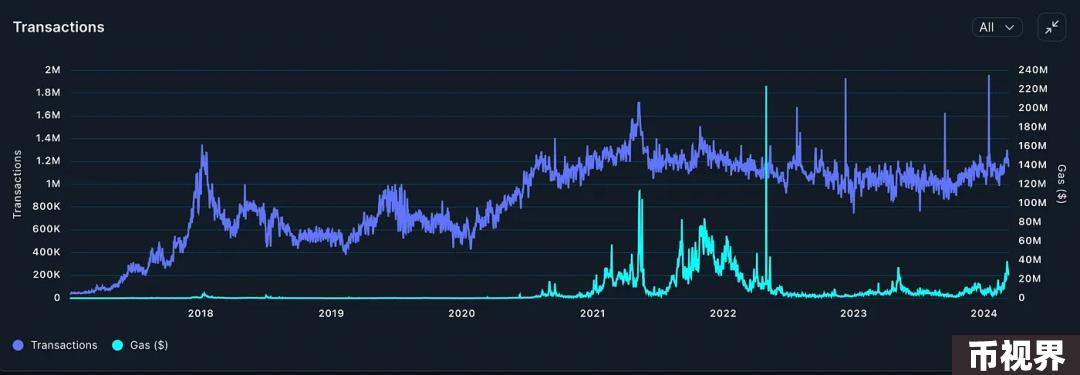 Transactions
All
2M
1.8M
1.6M
1.4M
1.2M
1M
800K
600K
400K
200K
0
Transactions
240M
220M
200M
180M
160M
140M
120M
100M
80M
60M
40M
20M
0
Gas ($)
2018 2019 2020 2021 2022 2023 2024
Transactions Gas ($)
币视界